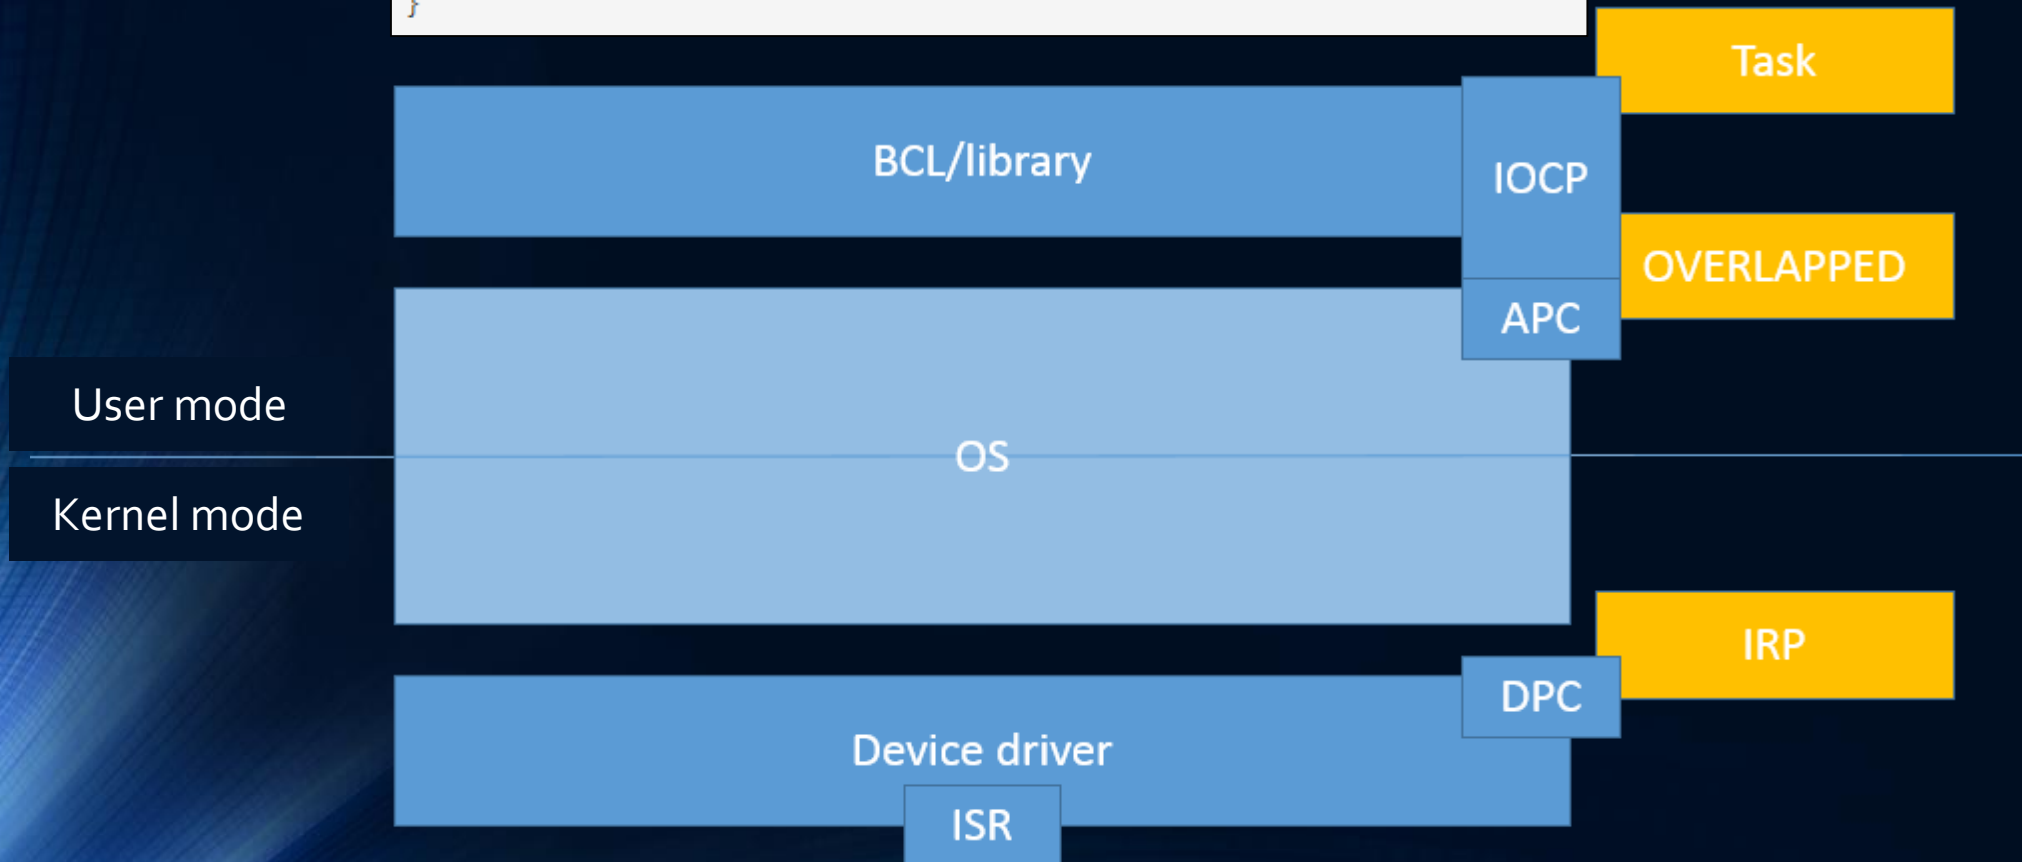 }
Task
BCL/library
IOCP
OVERLAPPED
APC
User mode
OS
Kernel mode
IRP
DPC
Device driver
ISR